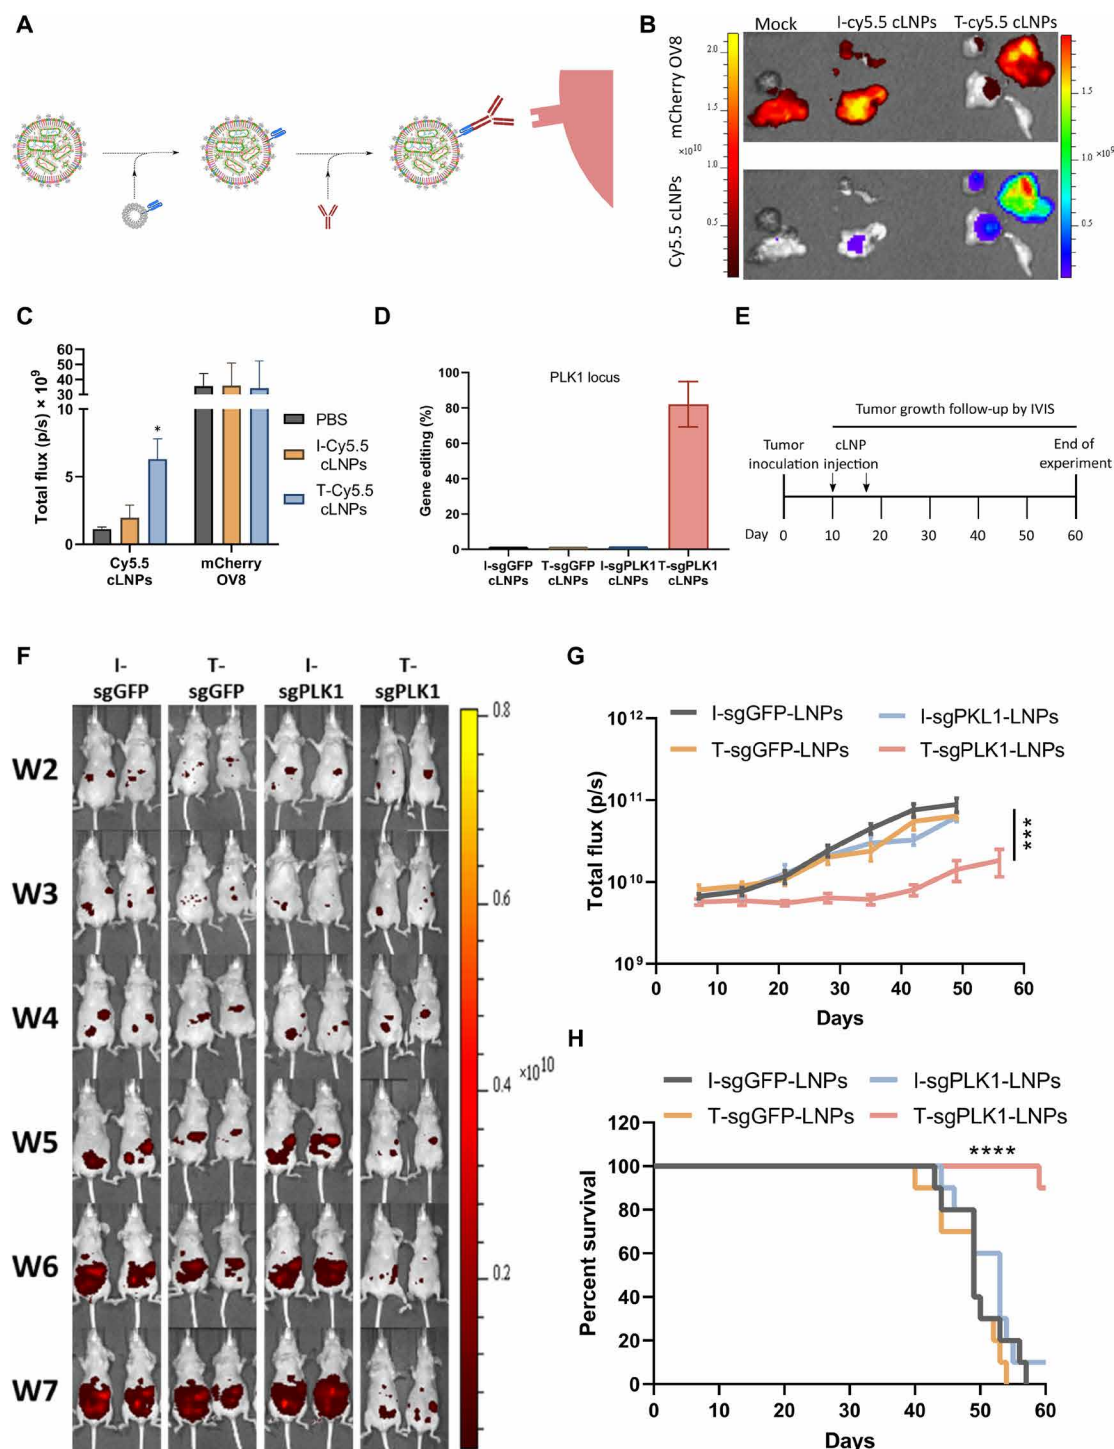 A
B
Mock
I-cy5.5 cLNPs
T-cy5.5 cLNPs
mCherry OV8
Cy5.5 cLNPs
2.0
1.5
×10¹⁰
1.0
0.5
1.5
1.0 ×10⁹
0.5
C
Total flux (p/s) × 10⁹
60
50
40
30
10
5
0
Cy5.5
cLNPs
mCherry
OV8
PBS
I-Cy5.5
cLNPs
T-Cy5.5
cLNPs
*
D
PLK1 locus
Gene editing (%)
100
80
60
40
20
0
I-sgGFP
cLNPs
T-sgGFP
cLNPs
I-sgPLK1
cLNPs
T-sgPLK1
cLNPs
E
Tumor growth follow-up by IVIS
Tumor
inoculation
cLNP
injection
End of
experiment
Day 0 10 20 30 40 50 60
F
I-
sgGFP
T-
sgGFP
I-
sgPLK1
T-
sgPLK1
W2
W3
W4
W5
W6
W7
0.8
0.6
0.4
×10¹⁰
0.2
G
I-sgGFP-LNPs
I-sgPKL1-LNPs
T-sgGFP-LNPs
T-sgPLK1-LNPs
Total flux (p/s)
10¹²
10¹¹
10¹⁰
10⁹
***
0 10 20 30 40 50 60
Days
H
I-sgGFP-LNPs
I-sgPLK1-LNPs
T-sgGFP-LNPs
T-sgPLK1-LNPs
Percent survival
120
100
80
60
40
20
0
****
0 10 20 30 40 50 60
Days